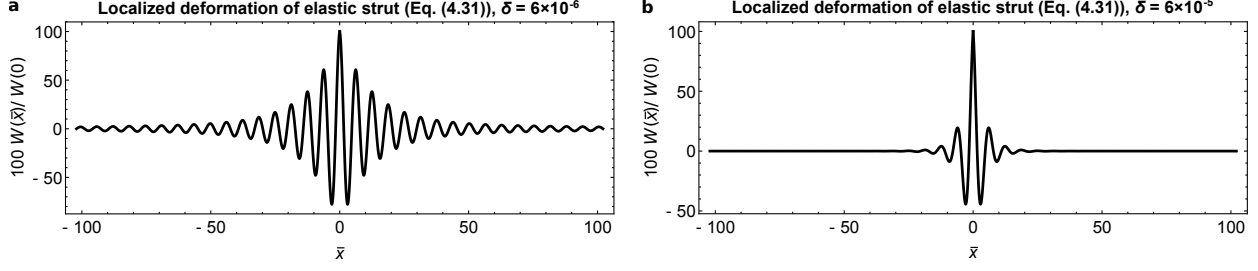 a
Localized deformation of elastic strut (Eq. (4.31)), δ = 6×10⁻⁶
100 W(x̄)/ W(0)
100
50
0
- 50
- 100
- 50
0
50
100
x̄
b
Localized deformation of elastic strut (Eq. (4.31)), δ = 6×10⁻⁵
100 W(x̄)/ W(0)
100
50
0
- 50
- 100
- 50
0
50
100
x̄